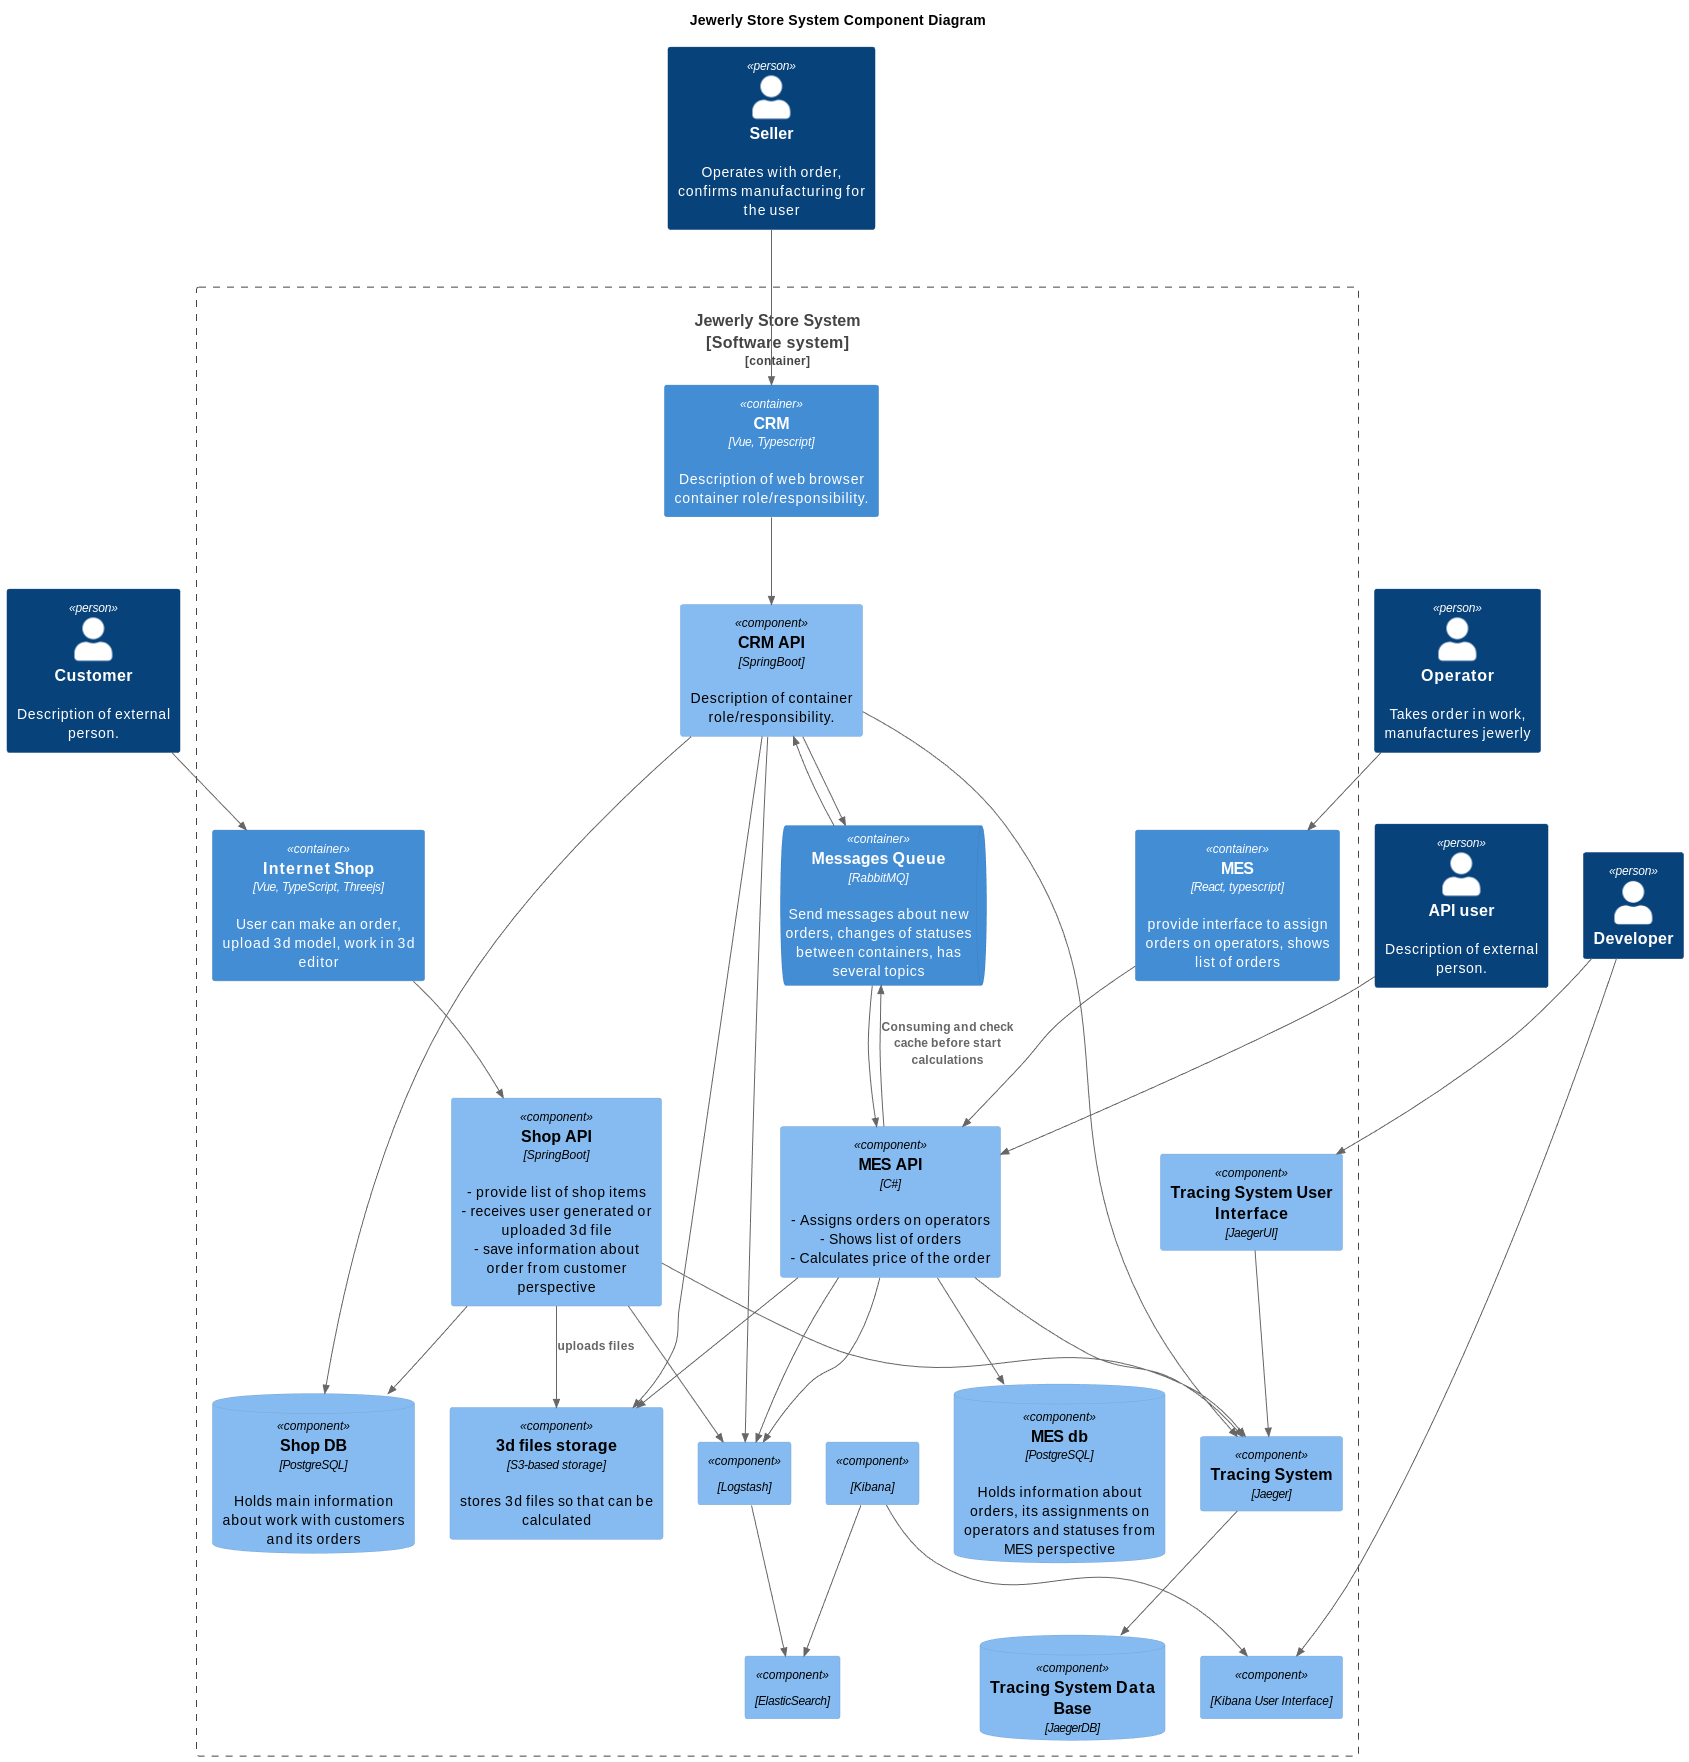 Jewerly Store System Component Diagram
«person»
Seller
Operates with order,
confirms manufacturing for
the user
Jewerly Store System
[Software system]
[container]
«container»
CRM
[Vue, Typescript]
Description of web browser
container role/responsibility.
«person»
Customer
Description of external
person.
«component»
CRM API
[SpringBoot]
Description of container
role/responsibility.
«person»
Operator
Takes order in work,
manufactures jewerly
«container»
Internet Shop
[Vue, TypeScript, Threejs]
User can make an order,
upload 3d model, work in 3d
editor
«container»
Messages Queue
[RabbitMQ]
Send messages about new
orders, changes of statuses
between containers, has
several topics
«container»
MES
[React, typescript]
provide interface to assign
orders on operators, shows
list of orders
«person»
API user
Description of external
person.
«person»
Developer
Consuming and check
cache before start
calculations
«component»
Shop API
[SpringBoot]
- provide list of shop items
- receives user generated or
uploaded 3d file
- save information about
order from customer
perspective
«component»
MES API
[C#]
- Assigns orders on operators
- Shows list of orders
- Calculates price of the order
«component»
Tracing System User
Interface
[JaegerUI]
uploads files
«component»
Shop DB
[PostgreSQL]
Holds main information
about work with customers
and its orders
«component»
3d files storage
[S3-based storage]
stores 3d files so that can be
calculated
«component»
[Logstash]
«component»
[Kibana]
«component»
MES db
[PostgreSQL]
Holds information about
orders, its assignments on
operators and statuses from
MES perspective
«component»
Tracing System
[Jaeger]
«component»
[ElasticSearch]
«component»
Tracing System Data
Base
[JaegerDB]
«component»
[Kibana User Interface]